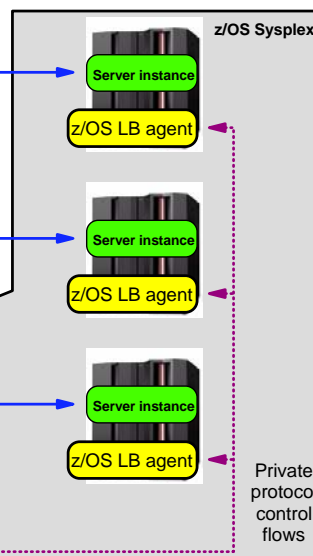 z/OS Sysplex
Server instance
z/OS LB agent
Server instance
z/OS LB agent
Server instance
z/OS LB agent
Private
protoco
control
flows